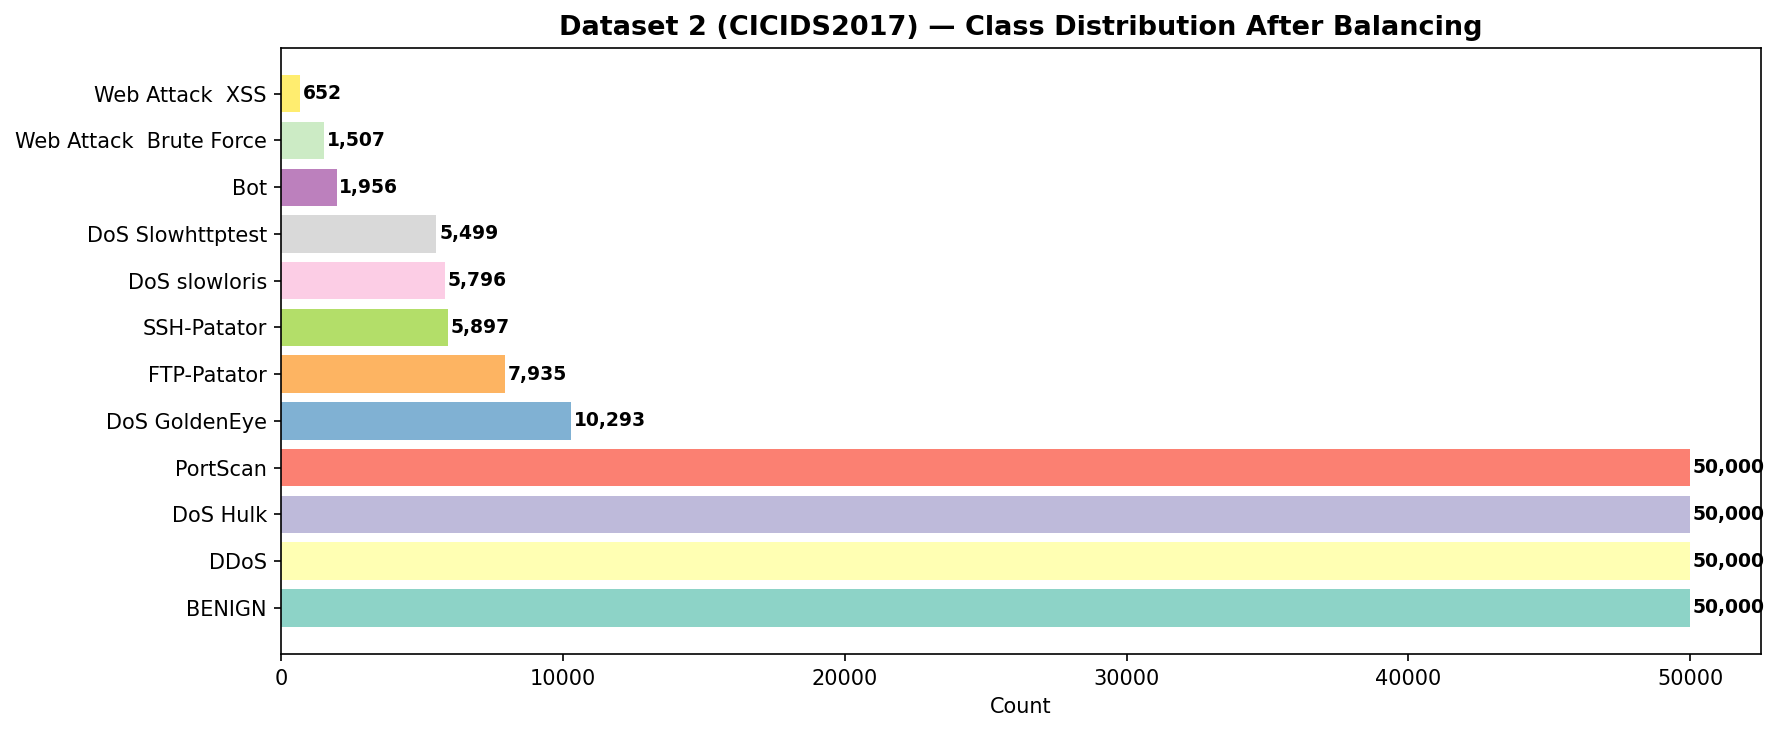 Dataset 2 (CICIDS2017) — Class Distribution After Balancing
Web Attack  XSS 652
Web Attack  Brute Force 1,507
Bot 1,956
DoS Slowhttptest 5,499
DoS slowloris 5,796
SSH-Patator 5,897
FTP-Patator 7,935
DoS GoldenEye 10,293
PortScan 50,000
DoS Hulk 50,000
DDoS 50,000
BENIGN 50,000
0 10000 20000 30000 40000 50000
Count